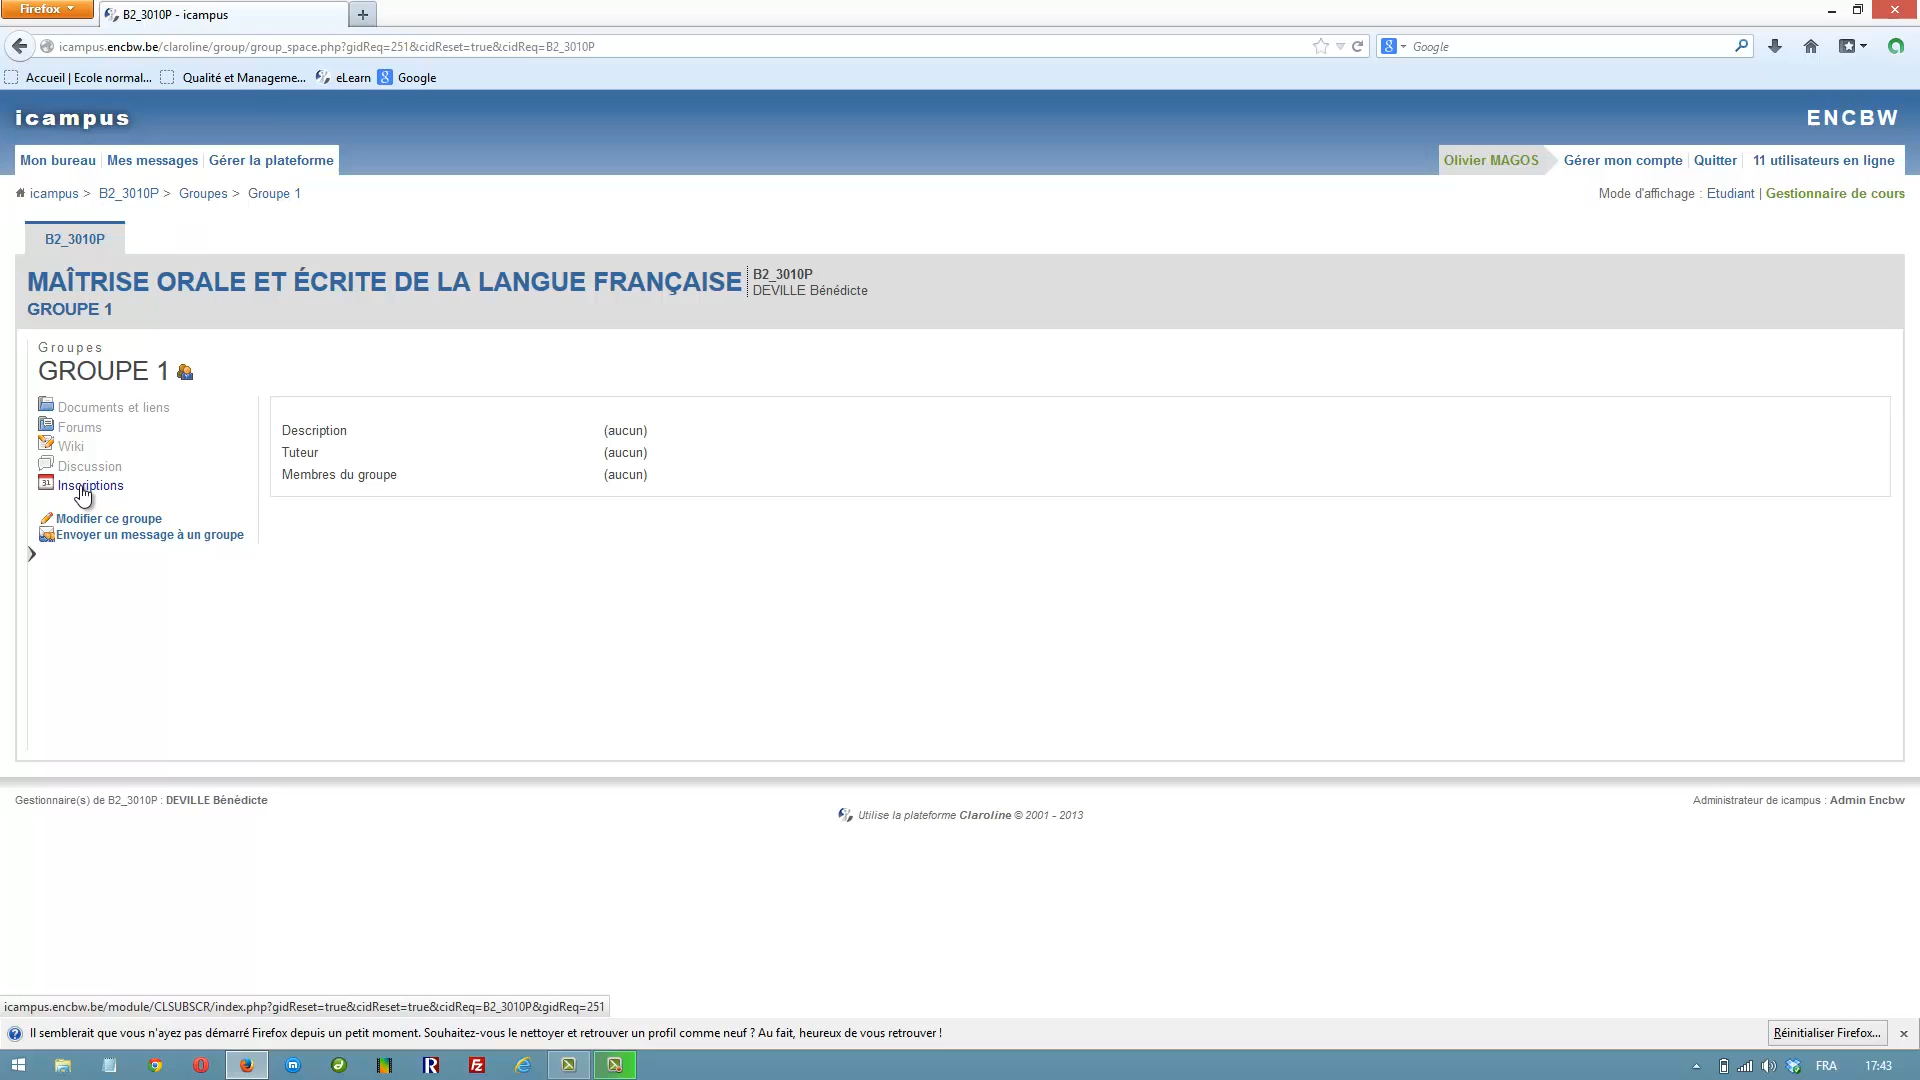 Firefox
B2_3010P - icampus
icampus.encbw.be/claroline/group/group_space.php?gidReq=251&cidReset=true&cidReq=B2_3010P
Google
Accueil | Ecole normal... Qualité et Manageme... eLearn Google
icampus
ENCBW
Mon bureau Mes messages Gérer la plateforme
Olivier MAGOS Gérer mon compte Quitter 11 utilisateurs en ligne
icampus > B2_3010P > Groupes > Groupe 1
Mode d'affichage : Etudiant | Gestionnaire de cours
B2_3010P
MAÎTRISE ORALE ET ÉCRITE DE LA LANGUE FRANÇAISE
B2_3010P
DEVILLE Bénédicte
GROUPE 1
Groupes
GROUPE 1
Documents et liens
Forums
Wiki
Discussion
31
Inscriptions
Modifier ce groupe
Envoyer un message à un groupe
Description (aucun)
Tuteur (aucun)
Membres du groupe (aucun)
Gestionnaire(s) de B2_3010P : DEVILLE Bénédicte
Utilise la plateforme Claroline © 2001 - 2013
Administrateur de icampus : Admin Encbw
icampus.encbw.be/module/CLSUBSCR/index.php?gidReset=true&cidReset=true&cidReq=B2_3010P&gidReq=251
Il semblerait que vous n'ayez pas démarré Firefox depuis un petit moment. Souhaitez-vous le nettoyer et retrouver un profil comme neuf ? Au fait, heureux de vous retrouver !
Réinitialiser Firefox...
FRA
17:43